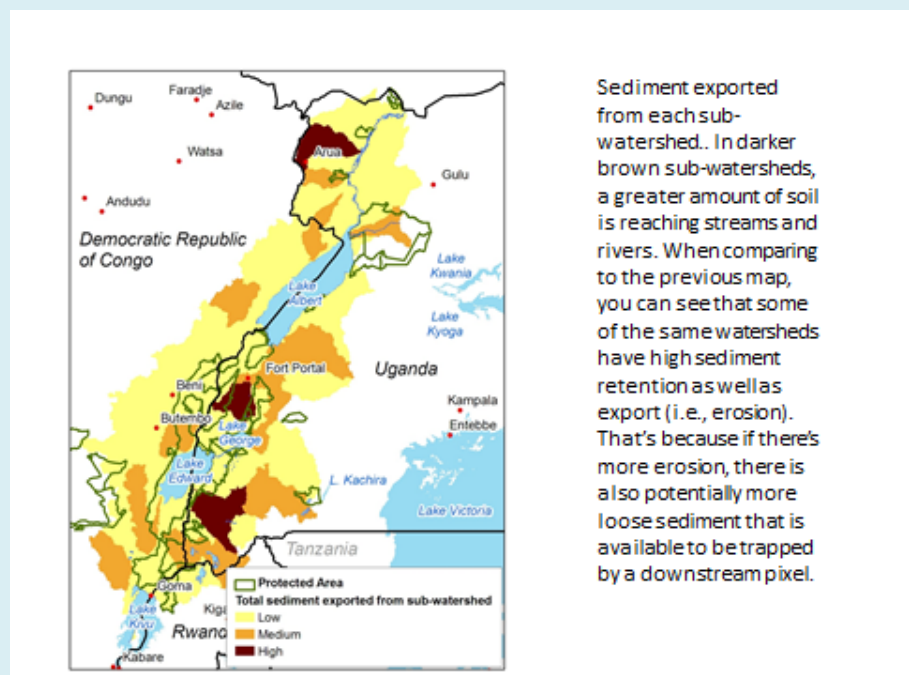 Dungu
Faradje
Azile
Watsa
Arua
Gulu
Andudu
Democratic Republic
of Congo
Lake
Kwania
Lake
Albert
Lake
Kyoga
Fort Portal
Uganda
Beni
Kampala
Butembo
Lake
George
Entebbe
Lake
Edward
L. Kachira
Lake Victoria
Tanzania
Goma
Lake
Kivu
Kiga
Rwand
Kabare
Protected Area
Total sediment exported from sub-watershed
Low
Medium
High
Sediment exported
from each sub-
watershed.. In darker
brown sub-watersheds,
a greater amount of soil
is reaching streams and
rivers. When comparing
to the previous map,
you can see that some
of the same watersheds
have high sediment
retention as well as
export (i.e., erosion).
That's because if there's
more erosion, there is
also potentially more
loose sediment that is
available to be trapped
by a downstream pixel.